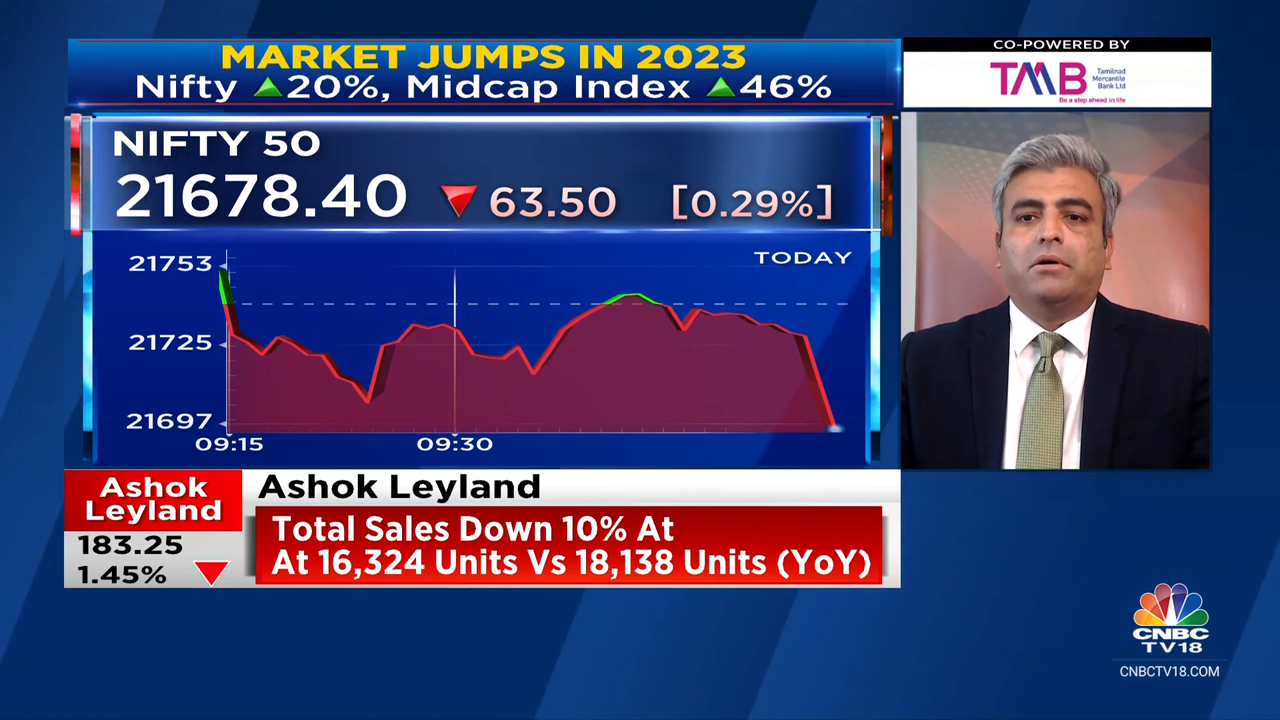 MARKET JUMPS IN 2023
Nifty ▲20%, Midcap Index ▲46%
CO-POWERED BY
TMB
Tamilnad
Mercantile
Bank Ltd
Be a step ahead in life
NIFTY 50
21678.40 ▼ 63.50 [0.29%]
TODAY
21753
21725
21697
09:15 09:30
Ashok
Leyland
183.25
1.45% ▼
Ashok Leyland
Total Sales Down 10% At
At 16,324 Units Vs 18,138 Units (YoY)
CNBC
TV18
CNBCTV18.COM